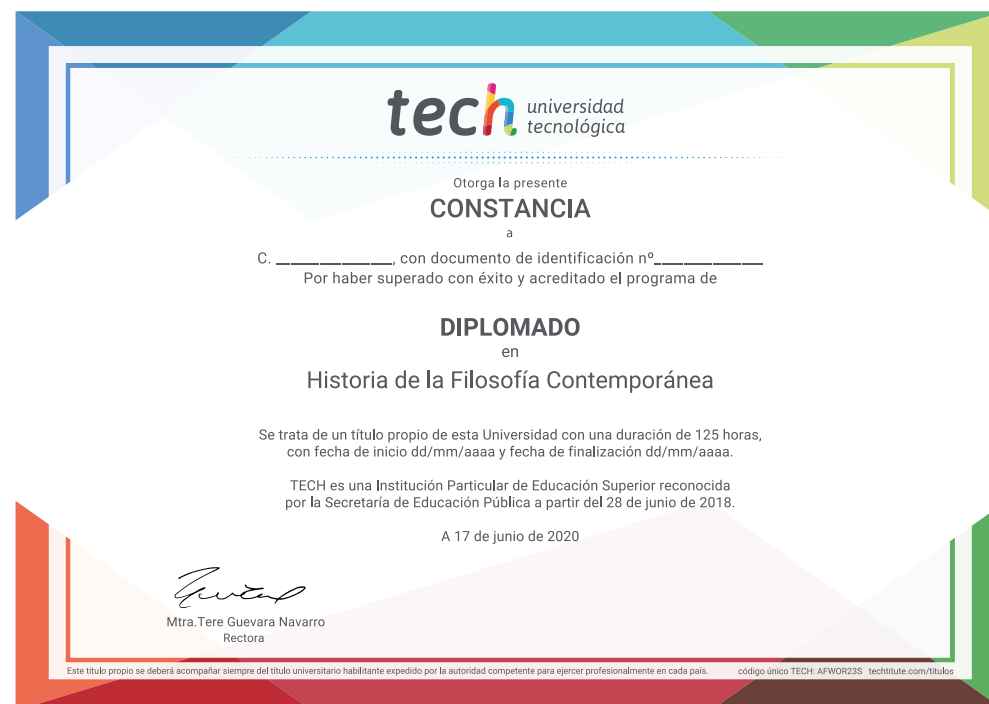 tech universidad
tecnológica
Otorga la presente
CONSTANCIA
a
C. ______________, con documento de identificación nº_____________
Por haber superado con éxito y acreditado el programa de
DIPLOMADO
en
Historia de la Filosofía Contemporánea
Se trata de un título propio de esta Universidad con una duración de 125 horas,
con fecha de inicio dd/mm/aaaa y fecha de finalización dd/mm/aaaa.
TECH es una Institución Particular de Educación Superior reconocida
por la Secretaría de Educación Pública a partir del 28 de junio de 2018.
A 17 de junio de 2020
Mtra.Tere Guevara Navarro
Rectora
Este título propio se deberá acompañar siempre del título universitario habilitante expedido por la autoridad competente para ejercer profesionalmente en cada país. código único TECH: AFWOR23S techtitute.com/titulos